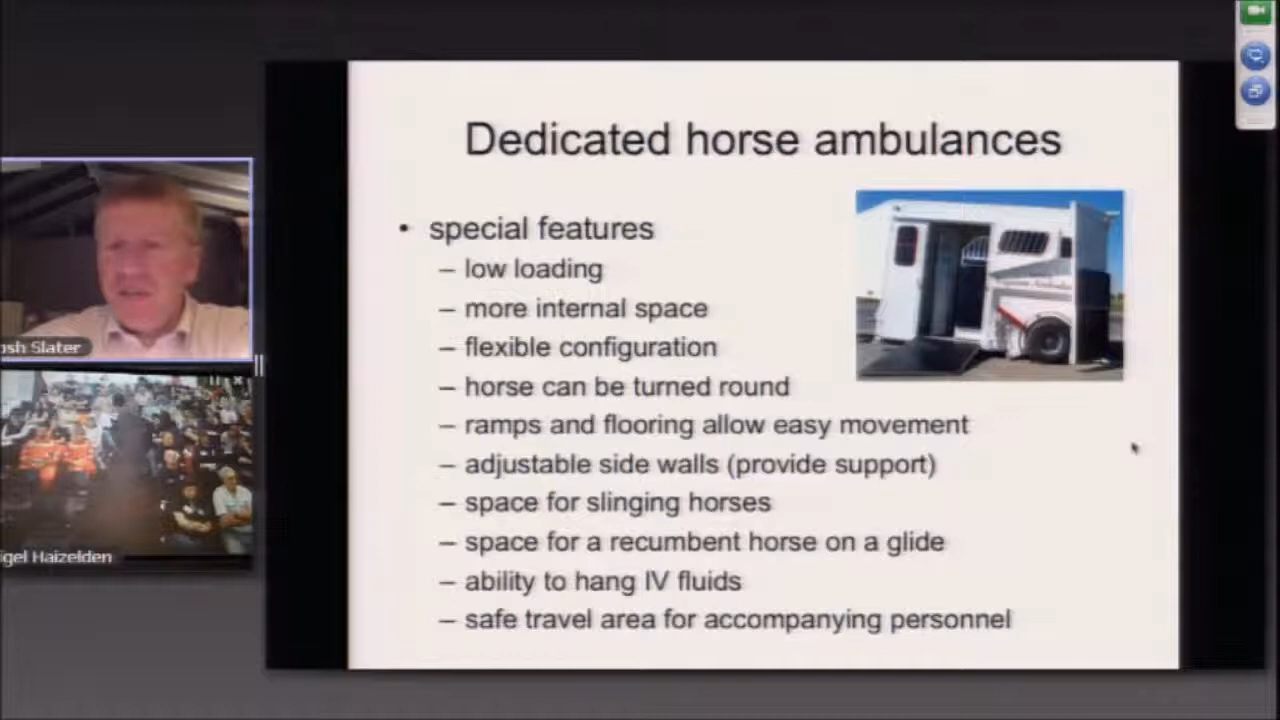 Dedicated horse ambulances
• special features
– low loading
– more internal space
– flexible configuration
– horse can be turned round
– ramps and flooring allow easy movement
– adjustable side walls (provide support)
– space for slinging horses
– space for a recumbent horse on a glide
– ability to hang IV fluids
– safe travel area for accompanying personnel
osh Slater
igel Haizelden